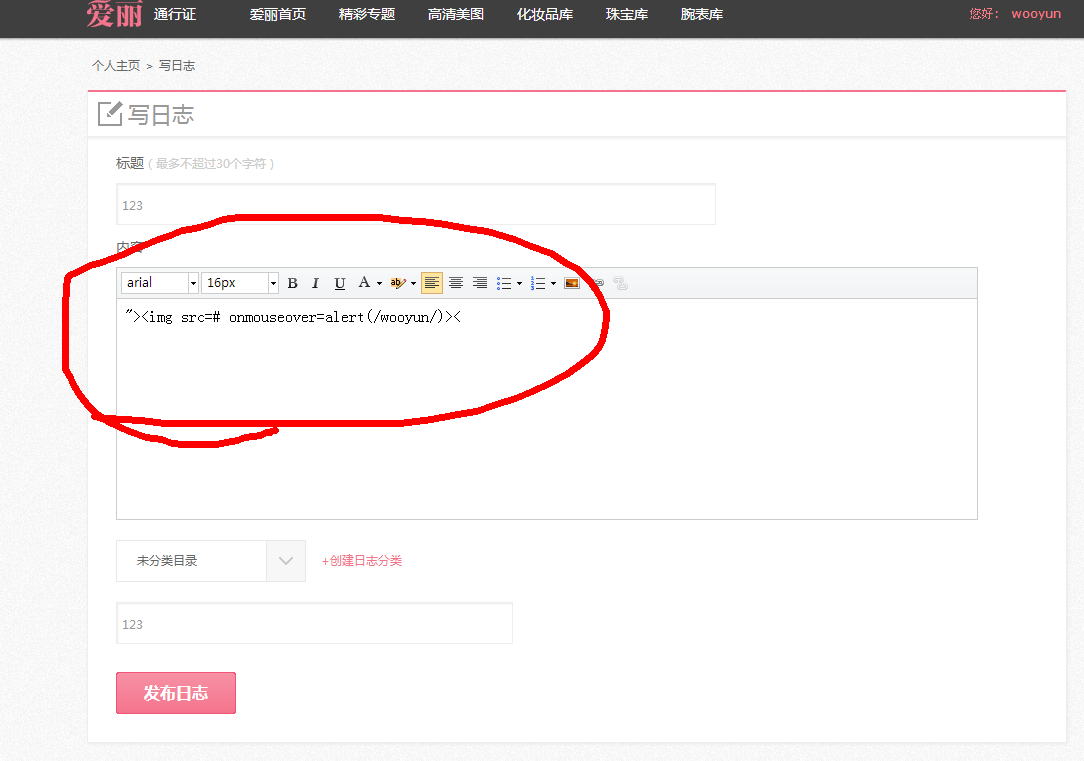 爱丽 通行证 爱丽首页 精彩专题 高清美图 化妆品库 珠宝库 腕表库 您好： wooyun
个人主页 > 写日志
写日志
标题 ( 最多不超过30个字符 )
123
内容
arial 16px B I U A ab
"><img src=# onmouseover=alert(/wooyun/)><
未分类目录 +创建日志分类
123
发布日志